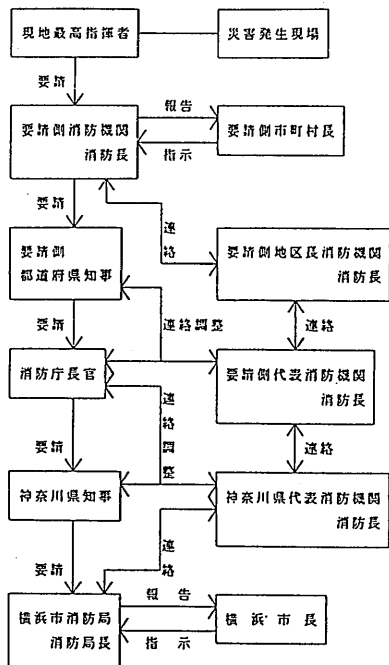 現地最高指揮者
災害発生現場
要請
報告
要請側消防機関
消防長
要請側市町村長
指示
要請
連絡
要請側
都道府県知事
要請側地区長消防機関
消防長
要請
連絡調整
連絡
消防庁長官
要請側代表消防機関
消防長
連絡調整
要請
連絡
神奈川県知事
神奈川県代表消防機関
消防長
要請
連絡
報告
横浜市消防局
消防局長
横浜市長
指示